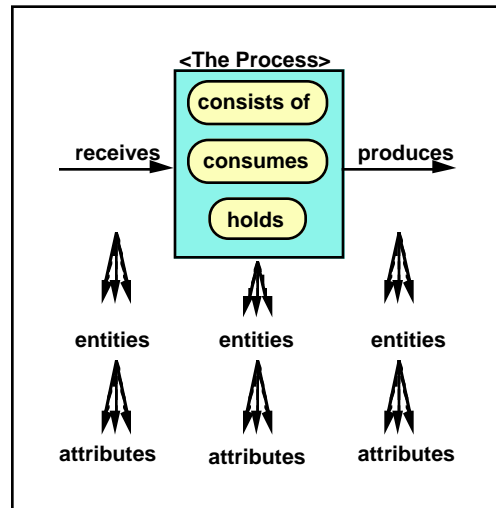 <The Process>
consists of
receives
consumes
produces
holds
entities
entities
entities
attributes
attributes
attributes